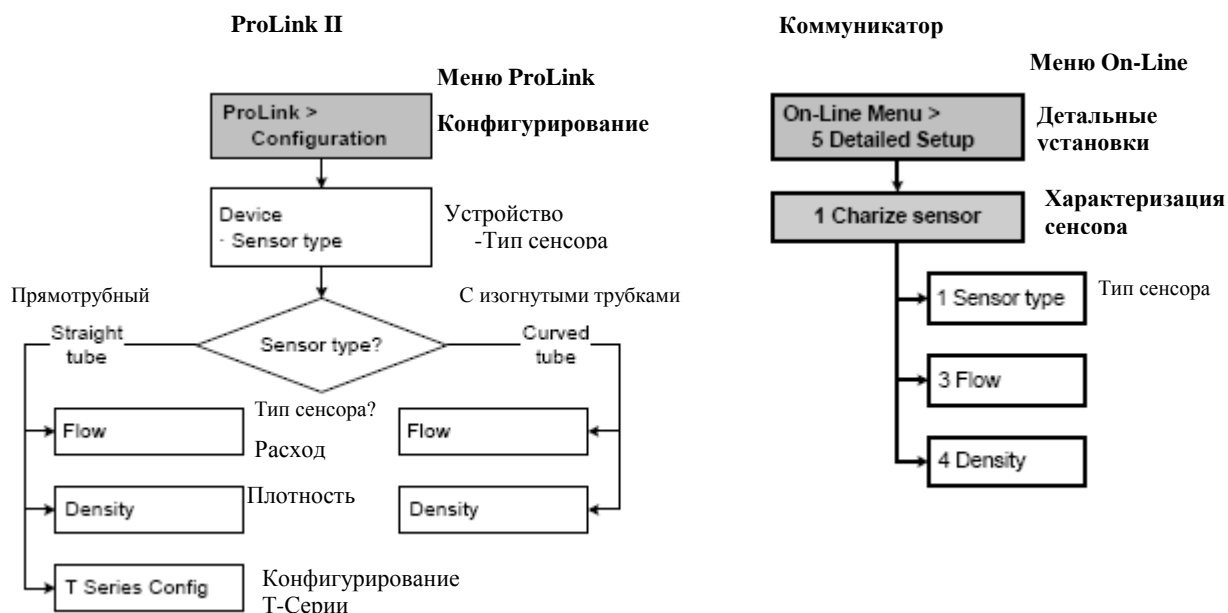 ProLink II
Меню ProLink
ProLink >
Configuration
Конфигурирование
Device
· Sensor type
Устройство
-Тип сенсора
Прямотрубный
С изогнутыми трубками
Straight
tube
Sensor type?
Curved
tube
Тип сенсора?
Flow
Расход
Flow
Density
Плотность
Density
T Series Config
Конфигурирование
Т-Серии
Коммуникатор
Меню On-Line
On-Line Menu >
5 Detailed Setup
Детальные
установки
1 Charize sensor
Характеризация
сенсора
1 Sensor type
Тип сенсора
3 Flow
4 Density